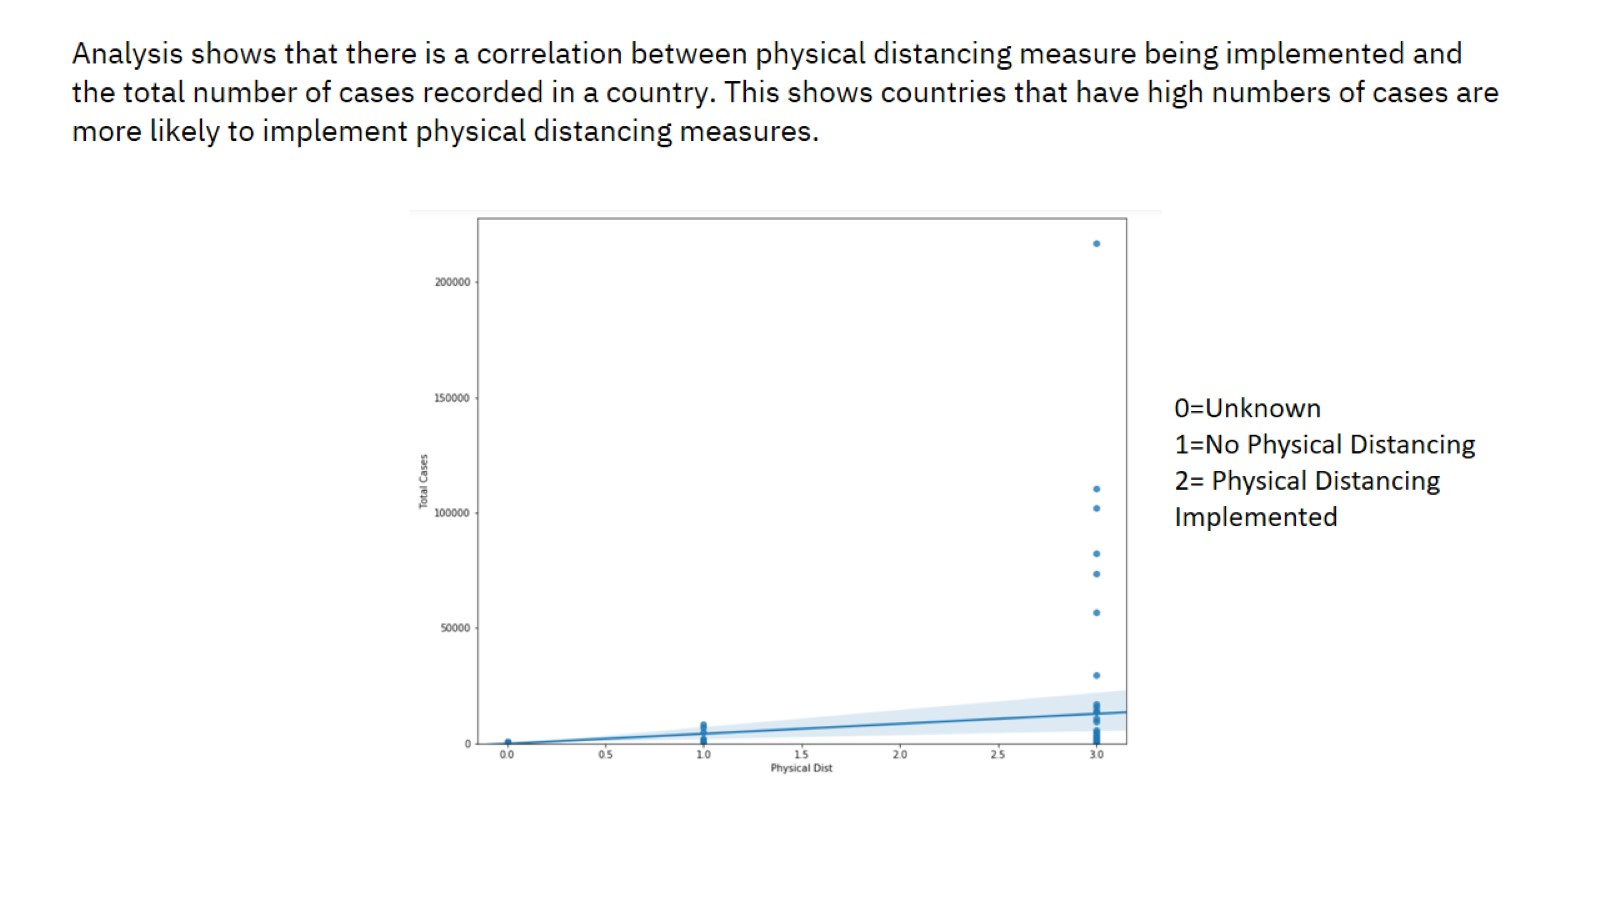 Analysis shows that there is a correlation between physical distancing measure being implemented and
the total number of cases recorded in a country. This shows countries that have high numbers of cases are
more likely to implement physical distancing measures.
200000
150000
100000
50000
0
Total Cases
0.0 0.5 1.0 1.5 2.0 2.5 3.0
Physical Dist
0=Unknown
1=No Physical Distancing
2= Physical Distancing
Implemented